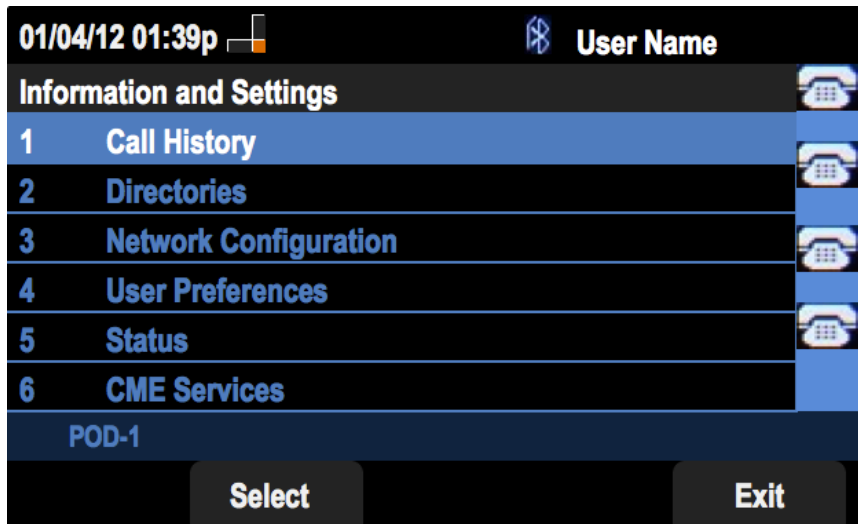 01/04/12 01:39p User Name
Information and Settings
1 Call History
2 Directories
3 Network Configuration
4 User Preferences
5 Status
6 CME Services
POD-1
Select Exit